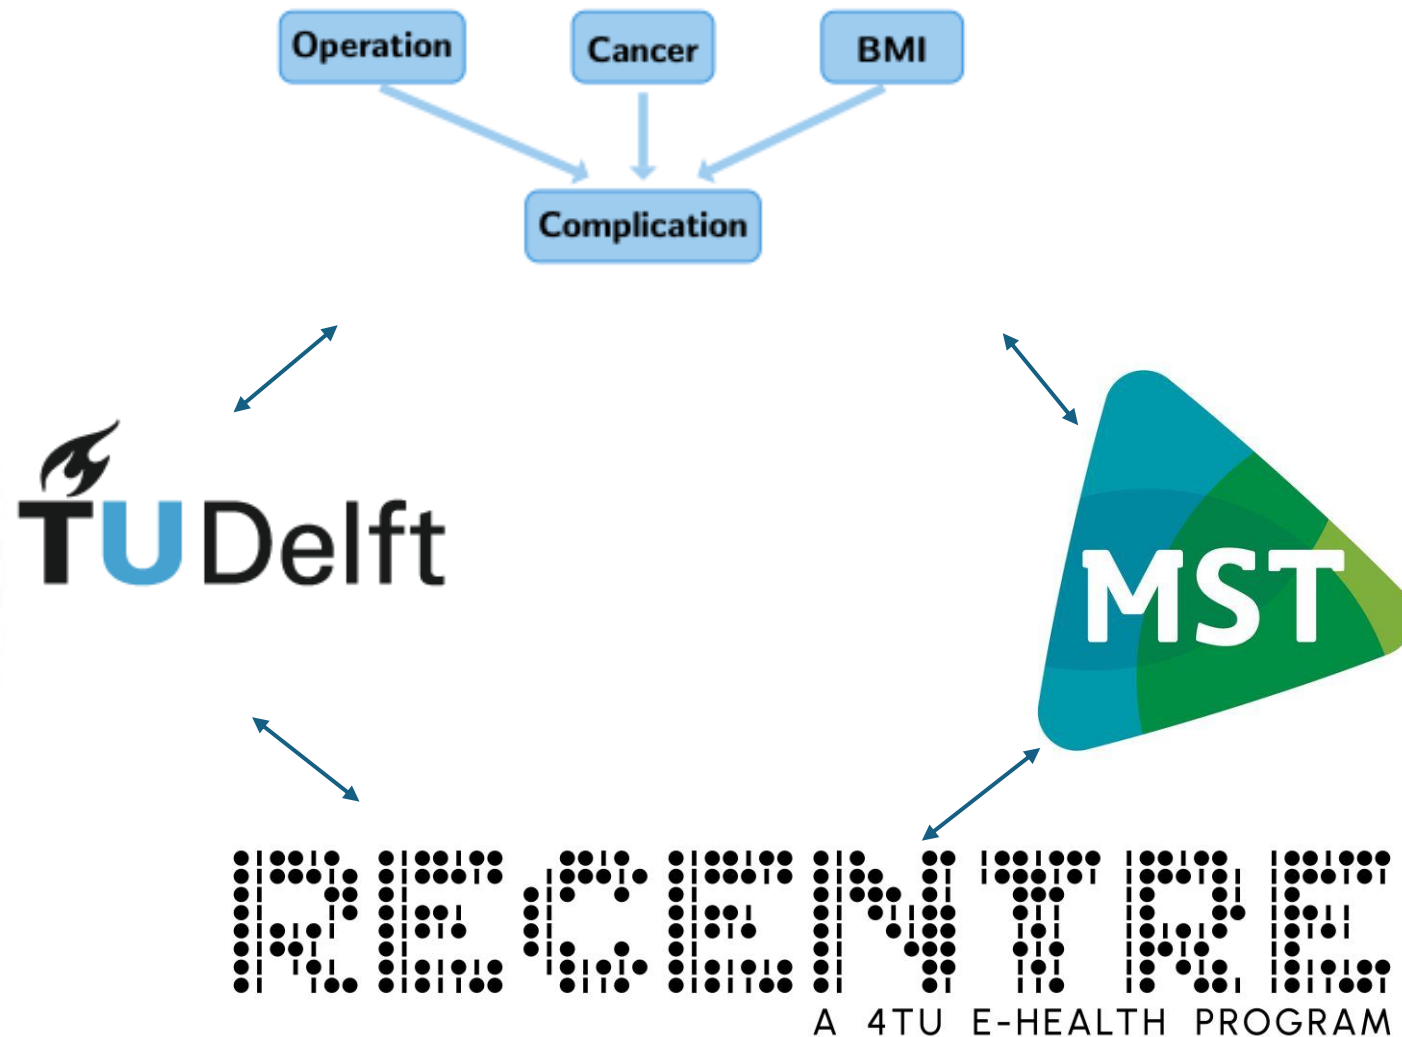 Operation
Cancer
BMI
Complication
TU Delft
MST
RECENTRE
A 4TU E-HEALTH PROGRAM